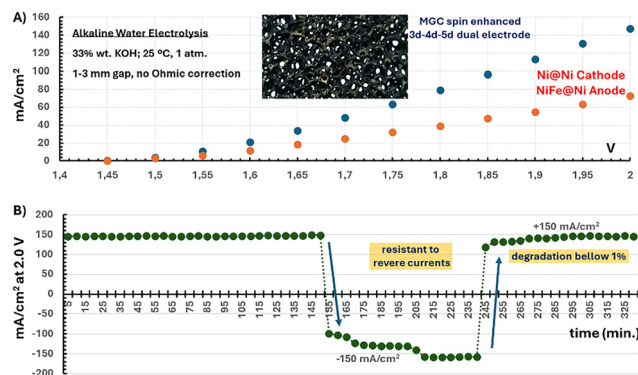 A)
mA/cm²
160
140
120
100
80
60
40
20
0
Alkaline Water Electrolysis
33% wt. KOH; 25 ºC, 1 atm.
1-3 mm gap, no Ohmic correction
MGC spin enhanced
3d-4d-5d dual electrode
Ni@Ni Cathode
NiFe@Ni Anode
V
1,4 1,45 1,5 1,55 1,6 1,65 1,7 1,75 1,8 1,85 1,9 1,95 2
B)
mA/cm² at 2.0 V
200
150
100
50
0
-50
-100
-150
-200
+150 mA/cm²
resistant to
revere currents
degradation bellow 1%
5 15 25 35 45 55 65 75 85 95 105 115 125 135 145 155 165 175 185 195 205 215 225 235 245 255 265 275 285 295 305 315 325
time (min.)
-150 mA/cm²